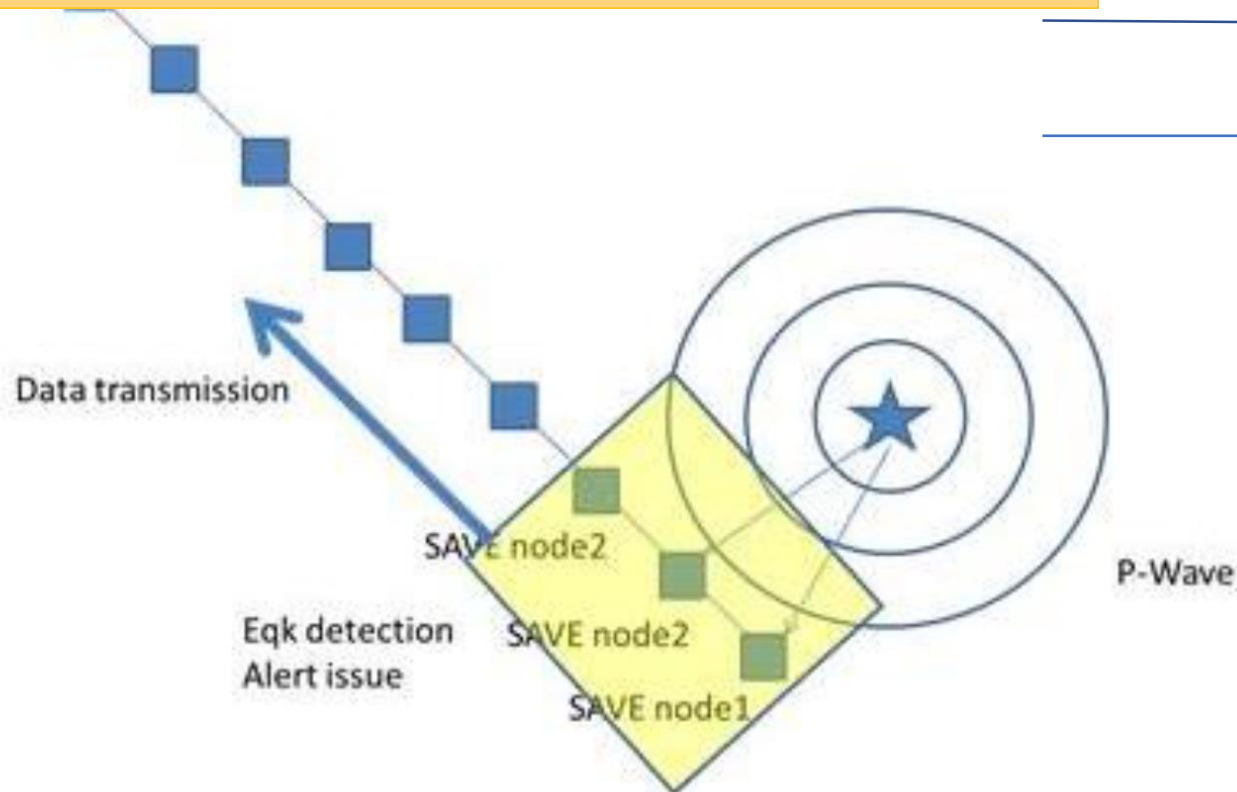 Data transmission
SAVE node2
P-Wave
Eqk detection
Alert issue
SAVE node2
SAVE node1